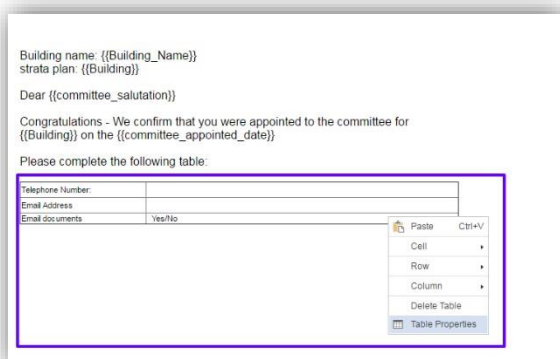 Building name: {{Building_Name}}
strata plan: {{Building}}
Dear {{committee_salutation}}
Congratulations - We confirm that you were appointed to the committee for
{{Building}} on the {{committee_appointed_date}}
Please complete the following table:
Telephone Number:
Email Address
Email documents Yes/No
Paste Ctrl+V
Cell
Row
Column
Delete Table
Table Properties